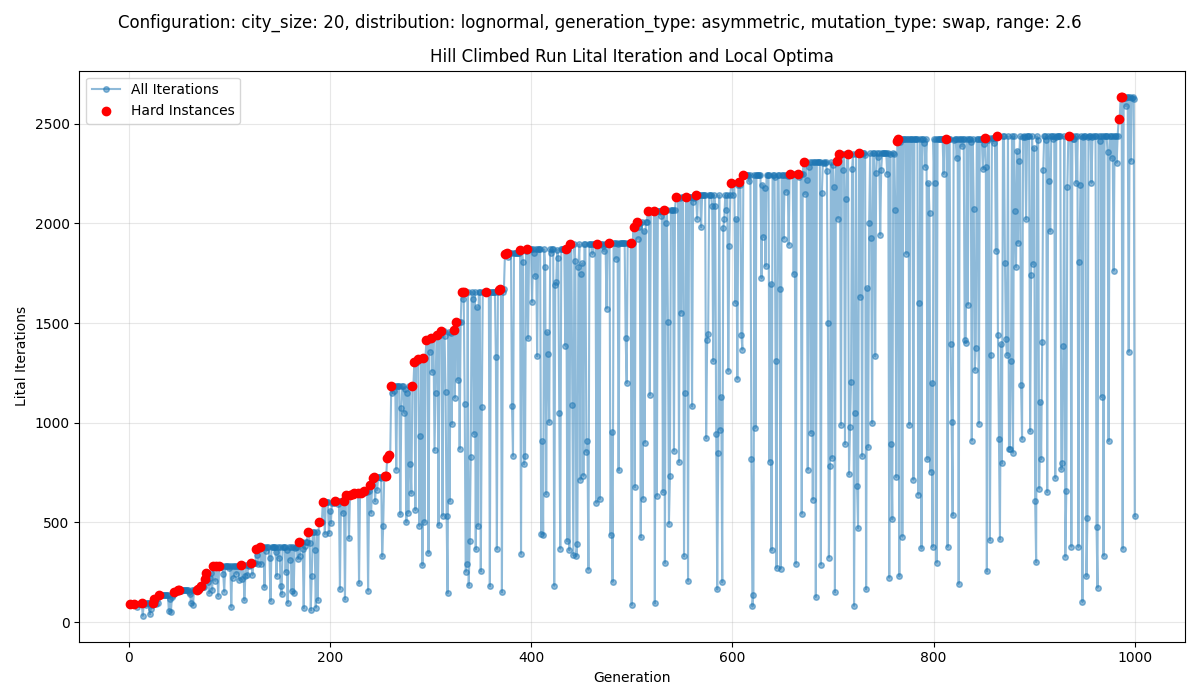 Configuration: city_size: 20, distribution: lognormal, generation_type: asymmetric, mutation_type: swap, range: 2.6
Hill Climbed Run Lital Iteration and Local Optima
All Iterations
Hard Instances
Lital Iterations
2500
2000
1500
1000
500
0
0 200 400 600 800 1000
Generation